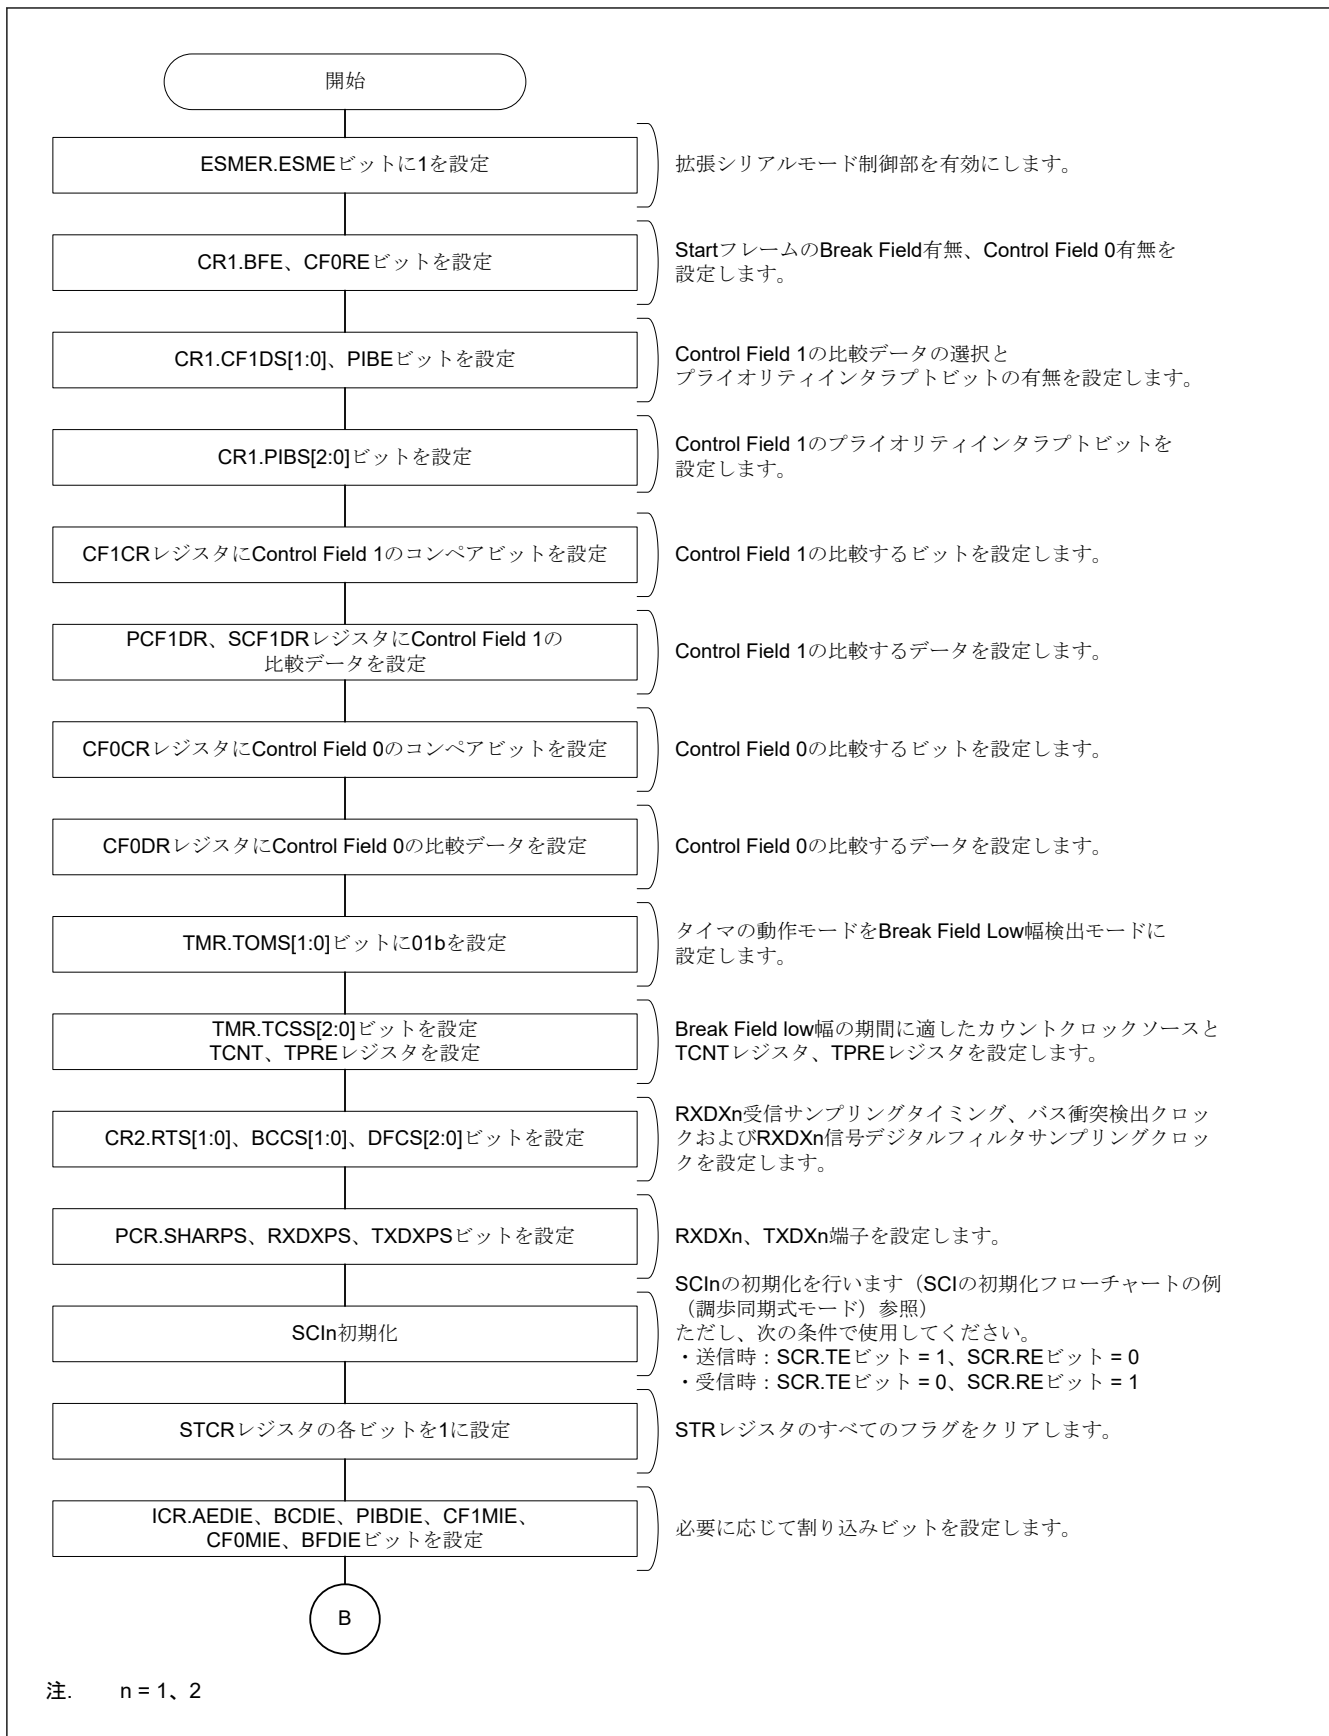 開始
ESMER.ESMEビットに1を設定
拡張シリアルモード制御部を有効にします。
CR1.BFE、CF0REビットを設定
StartフレームのBreak Field有無、Control Field 0有無を
設定します。
CR1.CF1DS[1:0]、PIBEビットを設定
Control Field 1の比較データの選択と
プライオリティインタラプトビットの有無を設定します。
CR1.PIBS[2:0]ビットを設定
Control Field 1のプライオリティインタラプトビットを
設定します。
CF1CRレジスタにControl Field 1のコンペアビットを設定
Control Field 1の比較するビットを設定します。
PCF1DR、SCF1DRレジスタにControl Field 1の
比較データを設定
Control Field 1の比較するデータを設定します。
CF0CRレジスタにControl Field 0のコンペアビットを設定
Control Field 0の比較するビットを設定します。
CF0DRレジスタにControl Field 0の比較データを設定
Control Field 0の比較するデータを設定します。
TMR.TOMS[1:0]ビットに01bを設定
タイマの動作モードをBreak Field Low幅検出モードに
設定します。
TMR.TCSS[2:0]ビットを設定
TCNT、TPREレジスタを設定
Break Field low幅の期間に適したカウントクロックソースと
TCNTレジスタ、TPREレジスタを設定します。
CR2.RTS[1:0]、BCCS[1:0]、DFCS[2:0]ビットを設定
RXDXn受信サンプリングタイミング、バス衝突検出クロッ
クおよびRXDXn信号デジタルフィルタサンプリングクロッ
クを設定します。
PCR.SHARPS、RXDXPS、TXDXPSビットを設定
RXDXn、TXDXn端子を設定します。
SCIn初期化
SCInの初期化を行います（SCIの初期化フローチャートの例
（調歩同期式モード）参照）
ただし、次の条件で使用してください。
・送信時：SCR.TEビット = 1、SCR.REビット = 0
・受信時：SCR.TEビット = 0、SCR.REビット = 1
STCRレジスタの各ビットを1に設定
STRレジスタのすべてのフラグをクリアします。
ICR.AEDIE、BCDIE、PIBDIE、CF1MIE、
CF0MIE、BFDIEビットを設定
必要に応じて割り込みビットを設定します。
B
注. n = 1、2